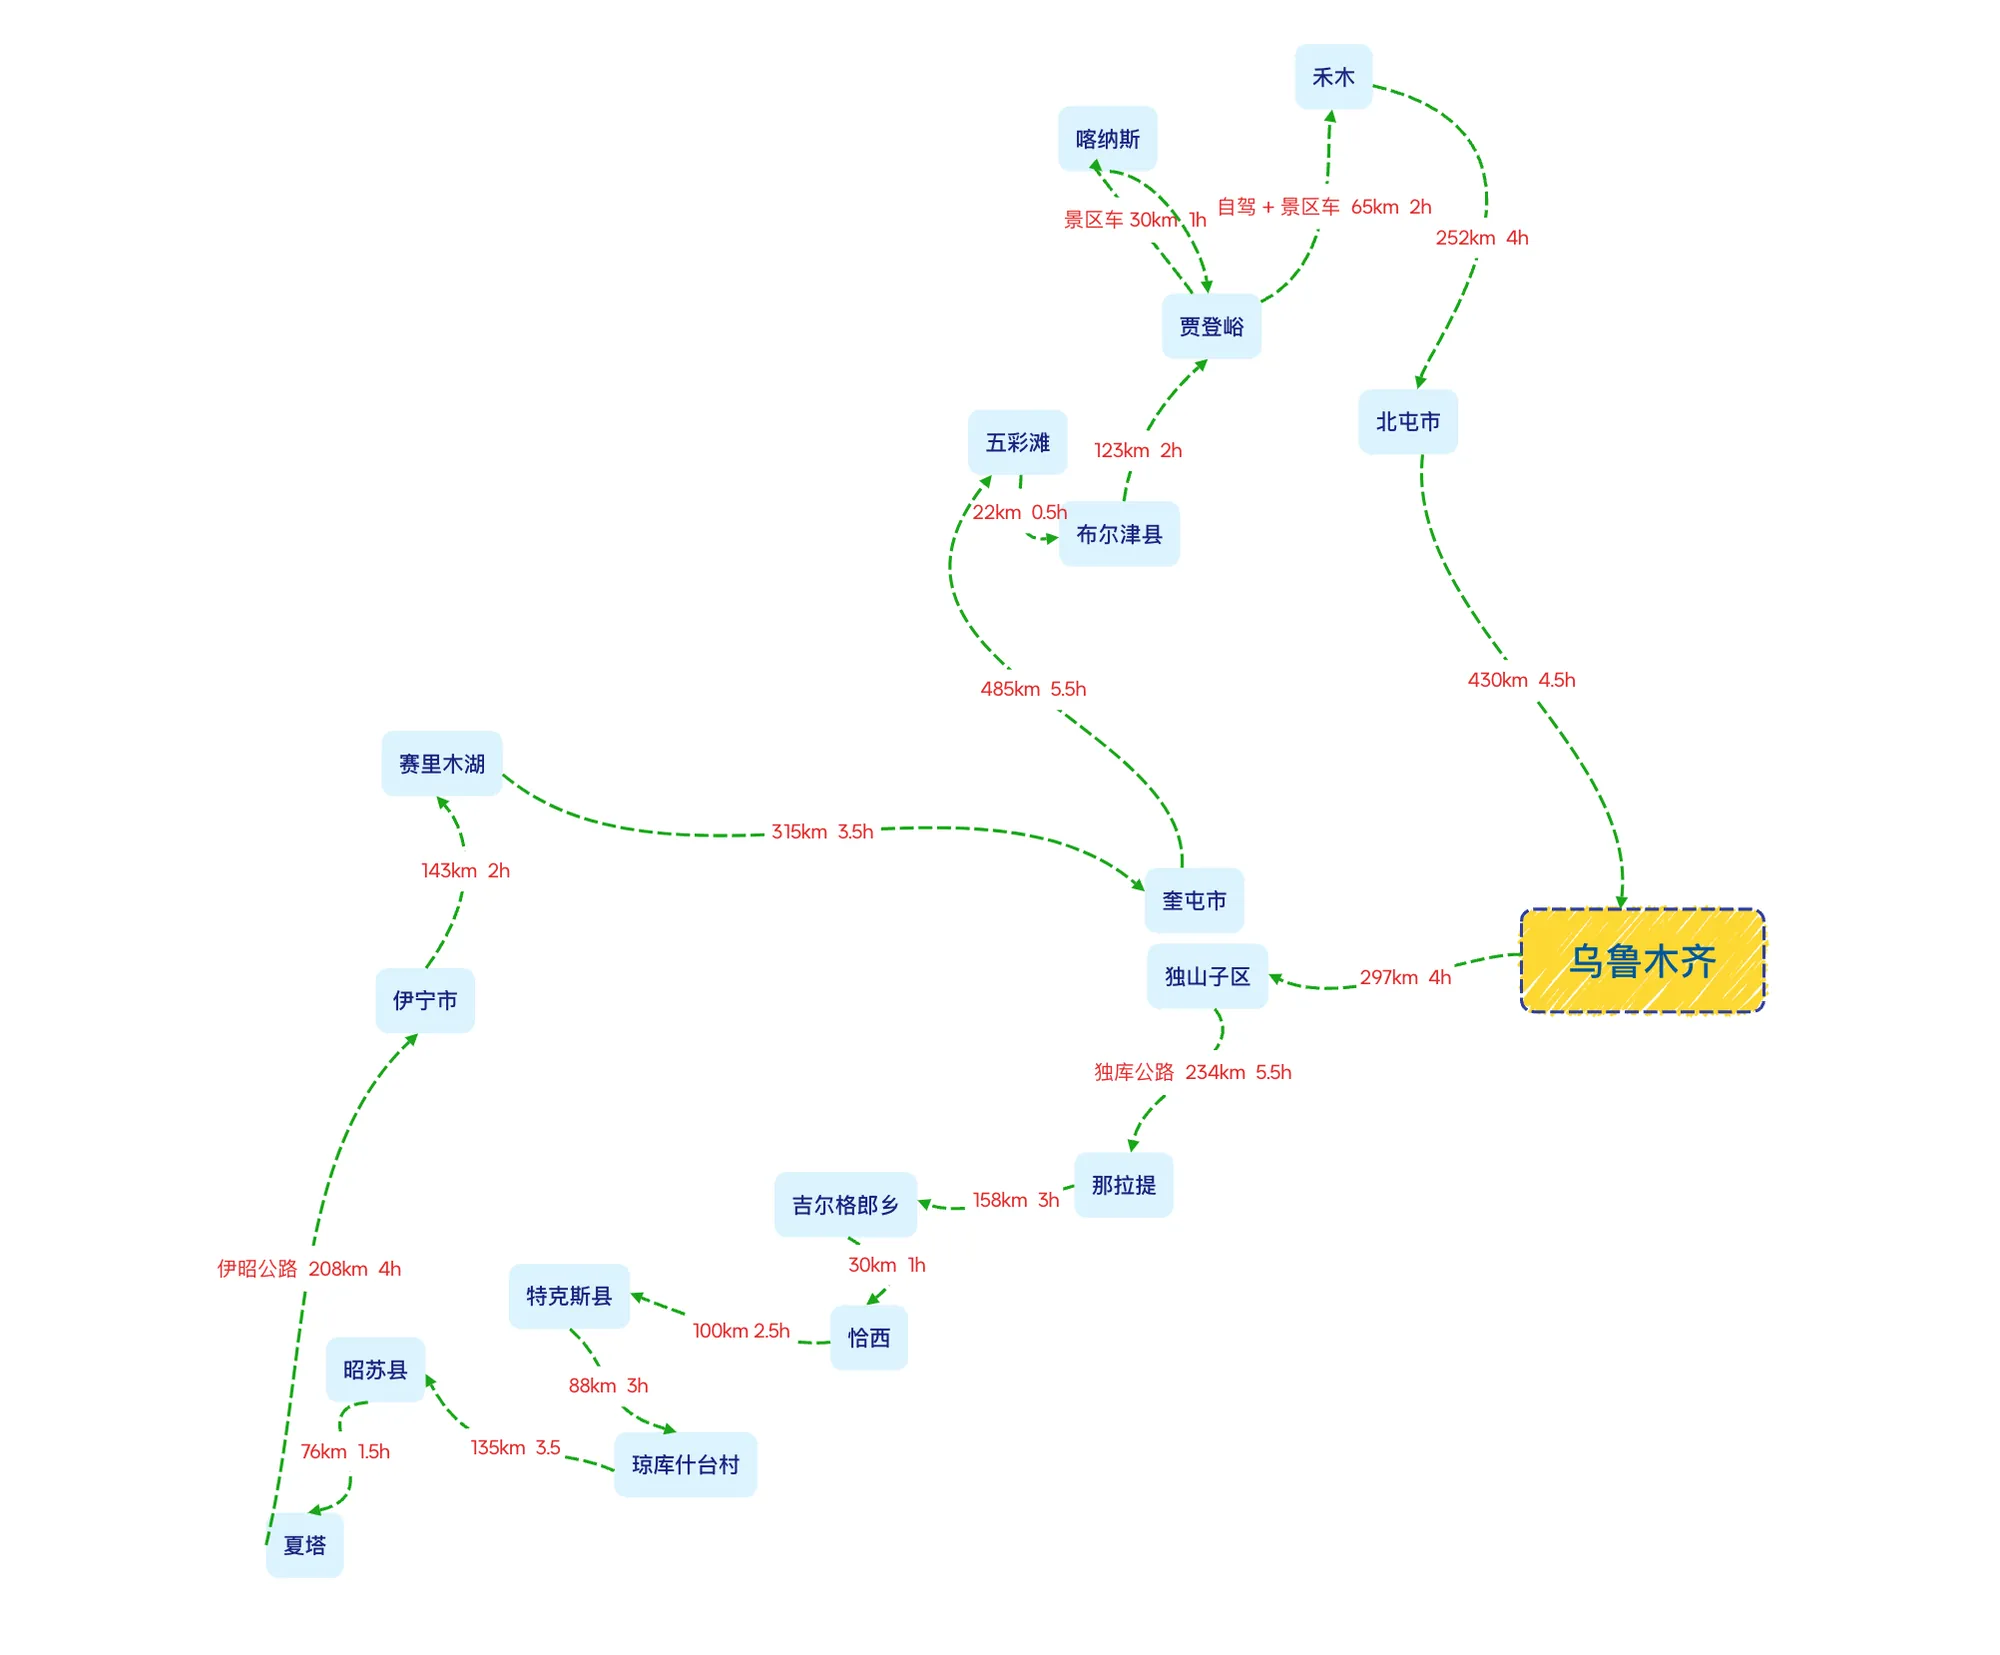 禾木
喀纳斯
自驾 + 景区车 65km 2h
景区车 30km 1h
252km 4h
贾登峪
北屯市
五彩滩
123km 2h
22km 0.5h
布尔津县
430km 4.5h
485km 5.5h
赛里木湖
315km 3.5h
143km 2h
奎屯市
乌鲁木齐
独山子区
297km 4h
伊宁市
独库公路 234km 5.5h
那拉提
158km 3h
吉尔格郎乡
30km 1h
伊昭公路 208km 4h
特克斯县
100km 2.5h
恰西
昭苏县
88km 3h
135km 3.5
76km 1.5h
琼库什台村
夏塔